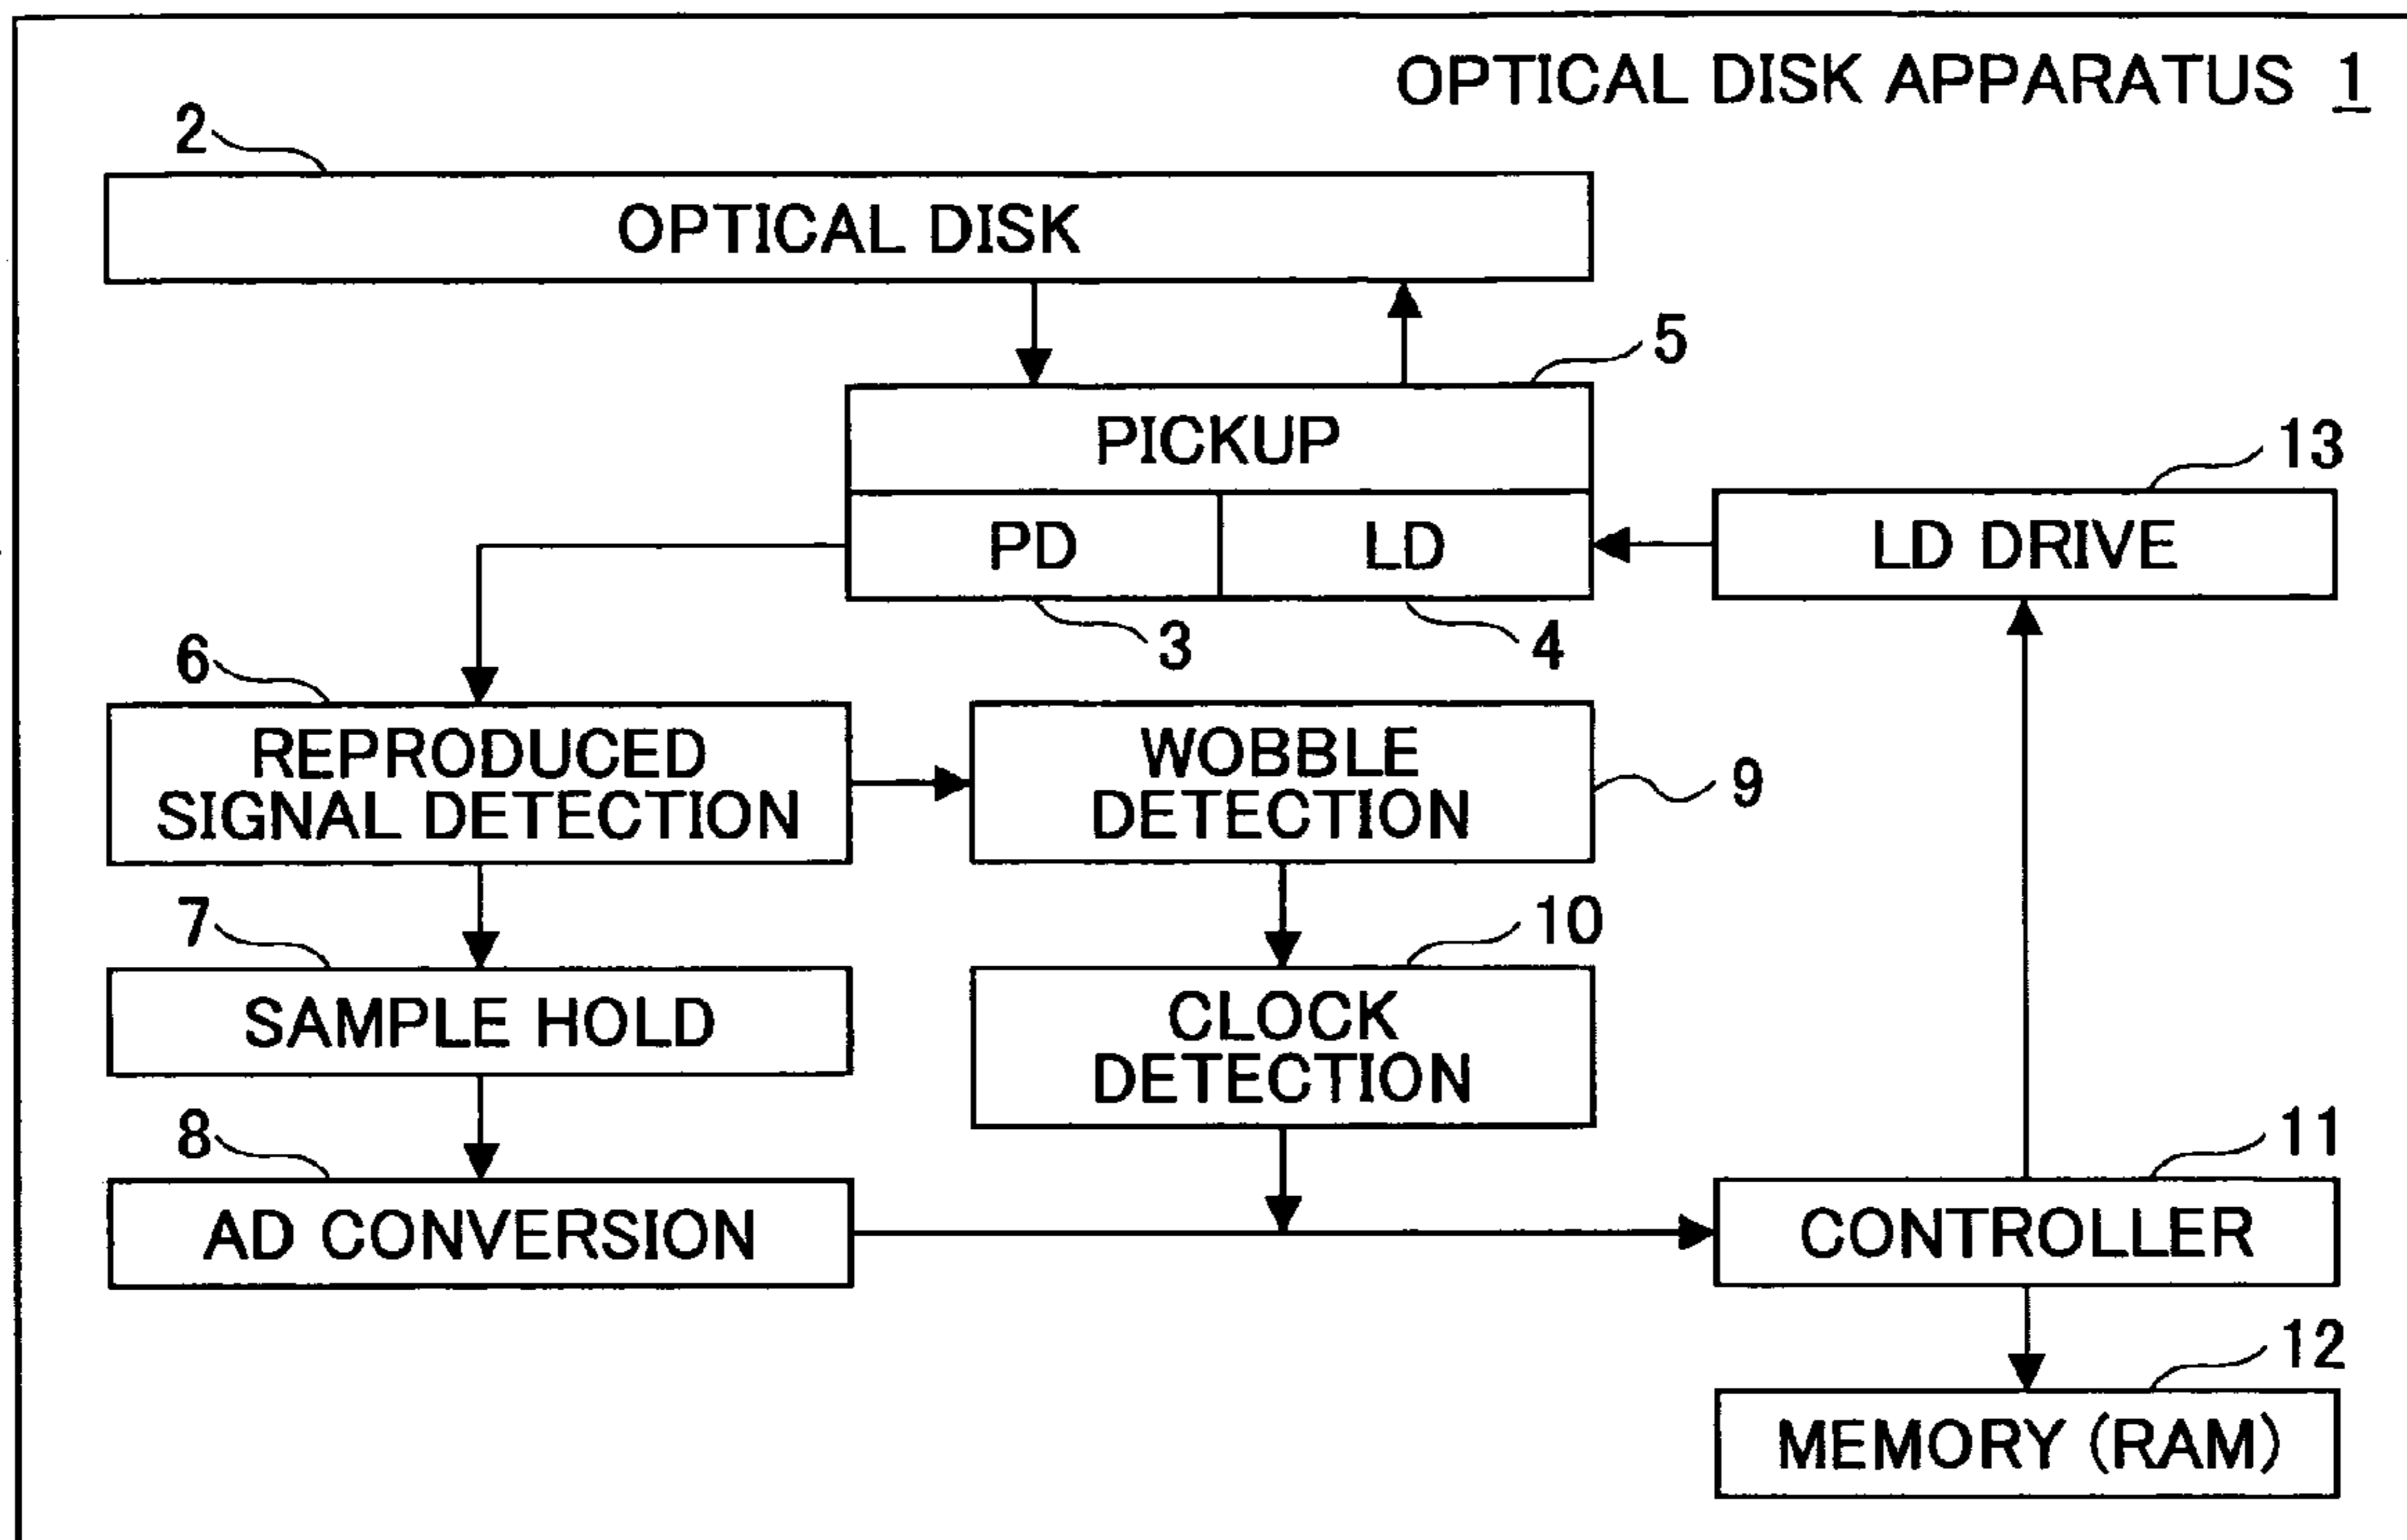 OPTICAL DISK APPARATUS 1
2
OPTICAL DISK
5
PICKUP
13
PD
LD
LD DRIVE
3
4
6
REPRODUCED
SIGNAL DETECTION
WOBBLE
DETECTION
9
7
SAMPLE HOLD
10
CLOCK
DETECTION
8
AD CONVERSION
11
CONTROLLER
12
MEMORY (RAM)